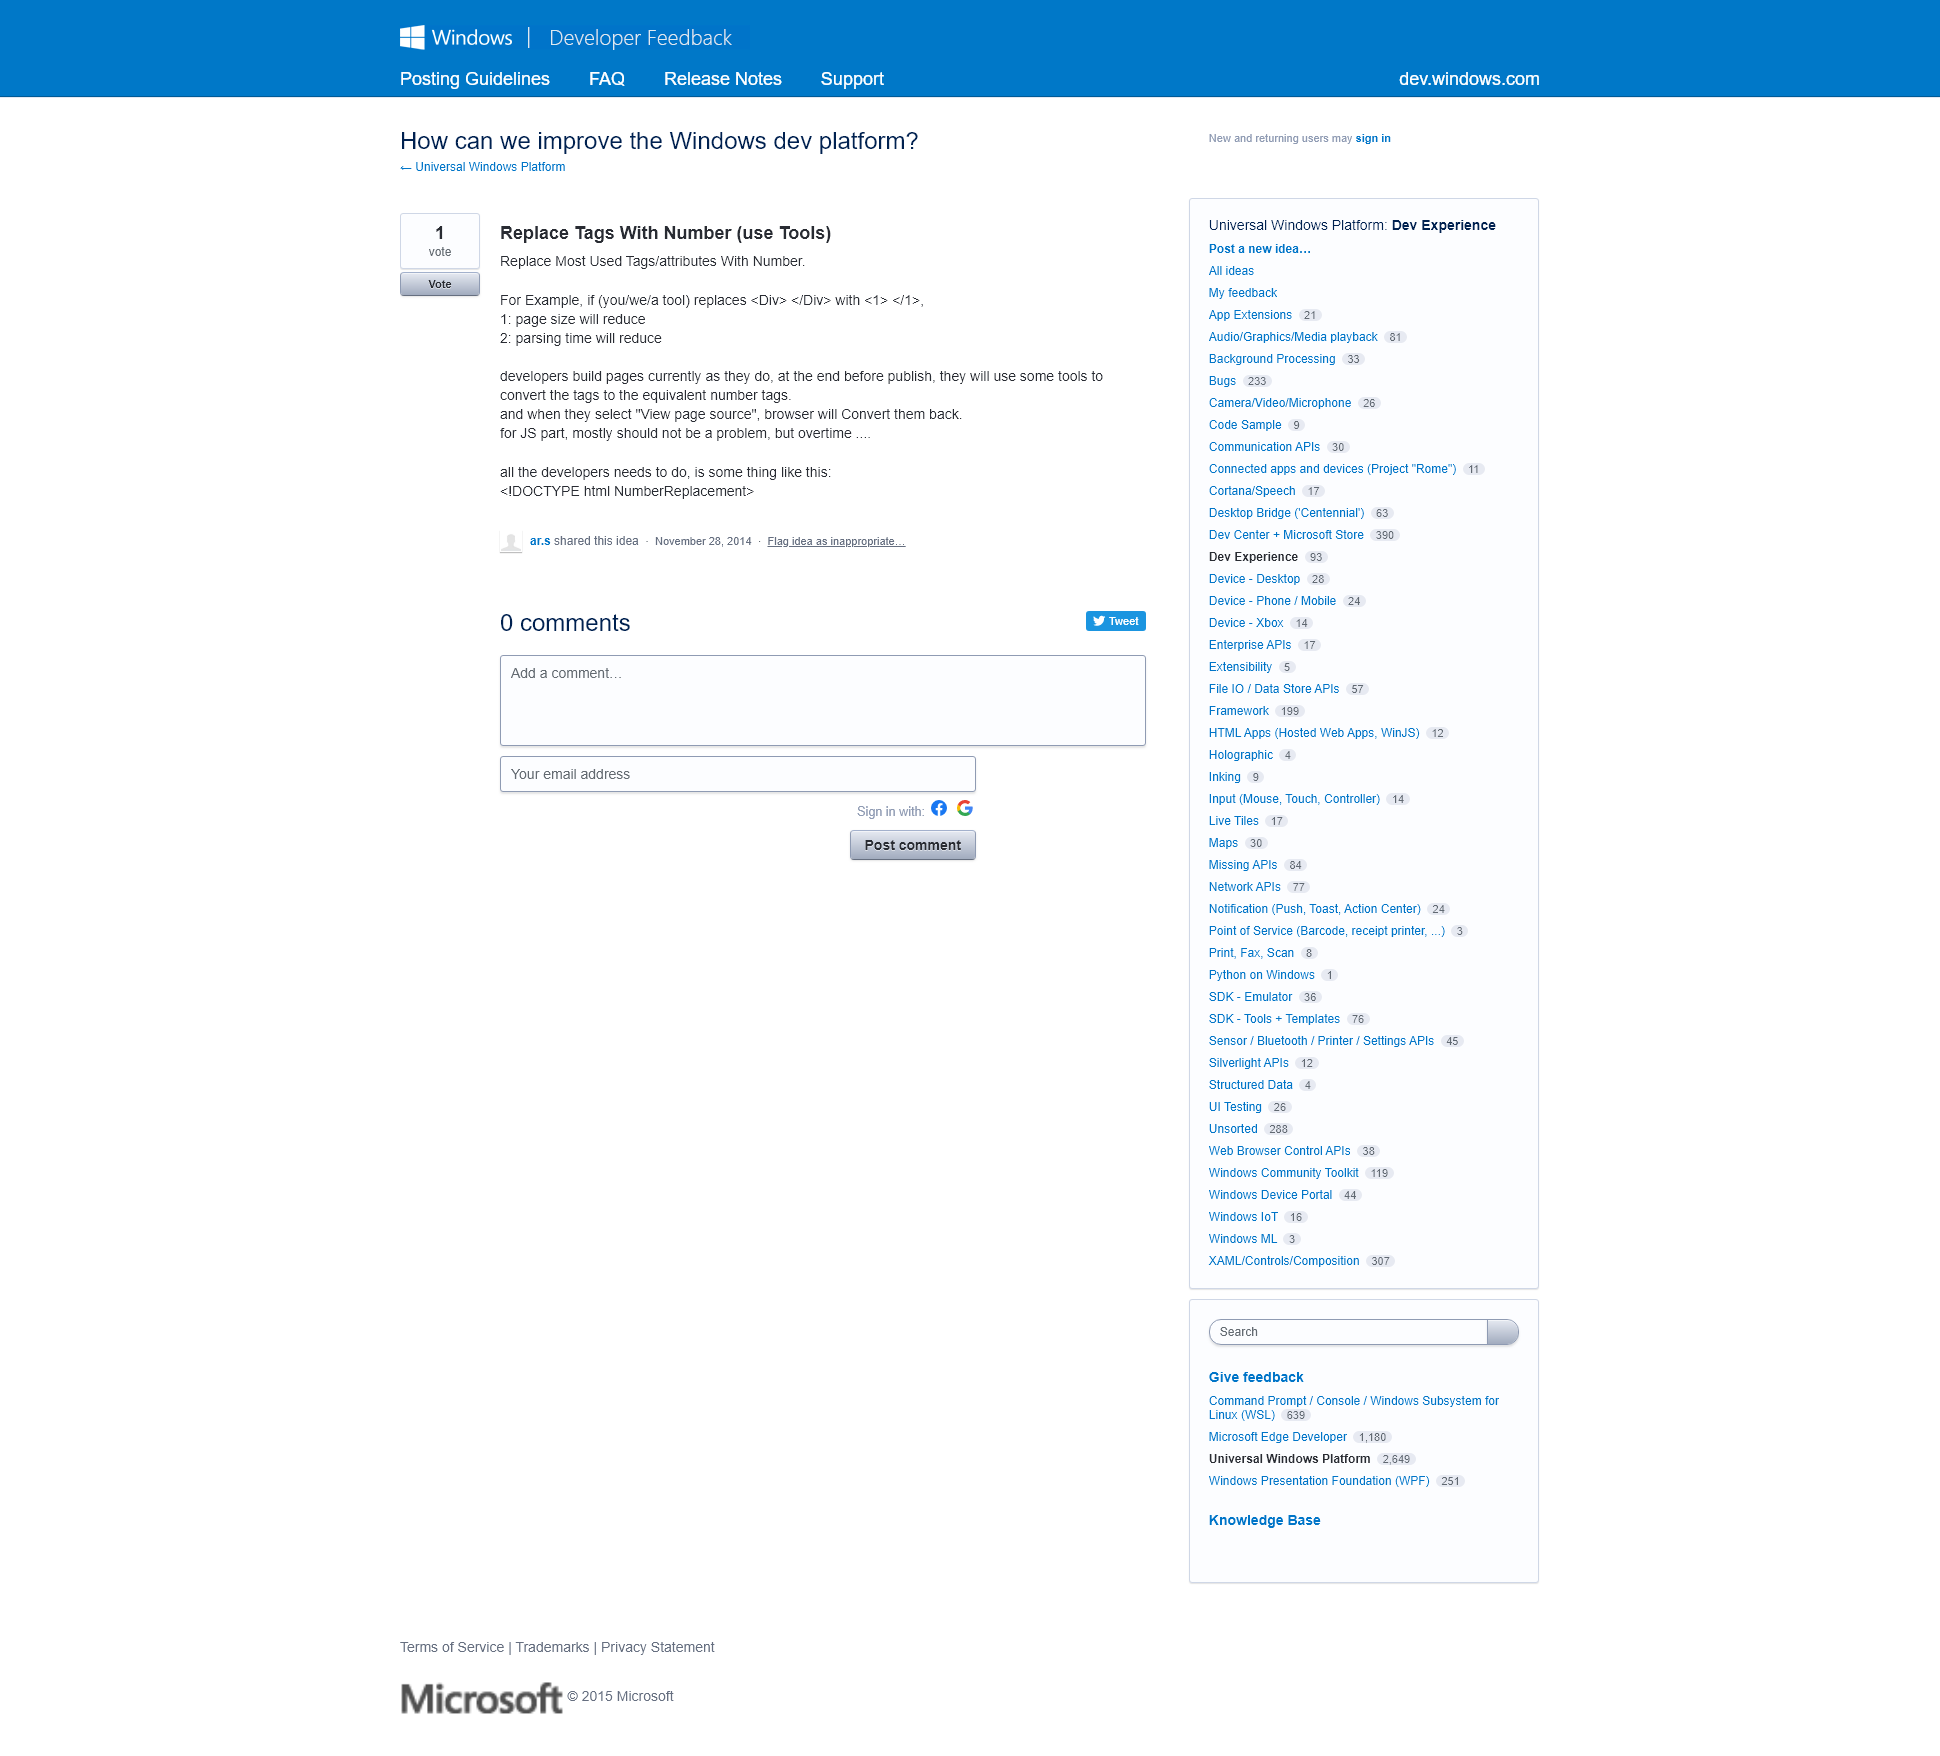 Windows | Developer Feedback
Posting Guidelines FAQ Release Notes Support dev.windows.com
How can we improve the Windows dev platform?
← Universal Windows Platform
New and returning users may sign in
1
vote
Vote
Replace Tags With Number (use Tools)
Replace Most Used Tags/attributes With Number.
For Example, if (you/we/a tool) replaces <Div> </Div> with <1> </1>,
1: page size will reduce
2: parsing time will reduce
developers build pages currently as they do, at the end before publish, they will use some tools to
convert the tags to the equivalent number tags.
and when they select "View page source", browser will Convert them back.
for JS part, mostly should not be a problem, but overtime ....
all the developers needs to do, is some thing like this:
<!DOCTYPE html NumberReplacement>
ar.s shared this idea · November 28, 2014 · Flag idea as inappropriate…
0 comments
Tweet
Add a comment…
Your email address
Sign in with:
Post comment
Universal Windows Platform: Dev Experience
Post a new idea…
All ideas
My feedback
App Extensions 21
Audio/Graphics/Media playback 81
Background Processing 33
Bugs 233
Camera/Video/Microphone 26
Code Sample 9
Communication APIs 30
Connected apps and devices (Project "Rome") 11
Cortana/Speech 17
Desktop Bridge ('Centennial') 63
Dev Center + Microsoft Store 390
Dev Experience 93
Device - Desktop 28
Device - Phone / Mobile 24
Device - Xbox 14
Enterprise APIs 17
Extensibility 5
File IO / Data Store APIs 57
Framework 199
HTML Apps (Hosted Web Apps, WinJS) 12
Holographic 4
Inking 9
Input (Mouse, Touch, Controller) 14
Live Tiles 17
Maps 30
Missing APIs 84
Network APIs 77
Notification (Push, Toast, Action Center) 24
Point of Service (Barcode, receipt printer, ...) 3
Print, Fax, Scan 8
Python on Windows 1
SDK - Emulator 36
SDK - Tools + Templates 76
Sensor / Bluetooth / Printer / Settings APIs 45
Silverlight APIs 12
Structured Data 4
UI Testing 26
Unsorted 288
Web Browser Control APIs 38
Windows Community Toolkit 119
Windows Device Portal 44
Windows IoT 16
Windows ML 3
XAML/Controls/Composition 307
Search
Give feedback
Command Prompt / Console / Windows Subsystem for
Linux (WSL) 639
Microsoft Edge Developer 1,180
Universal Windows Platform 2,649
Windows Presentation Foundation (WPF) 251
Knowledge Base
Terms of Service | Trademarks | Privacy Statement
Microsoft © 2015 Microsoft